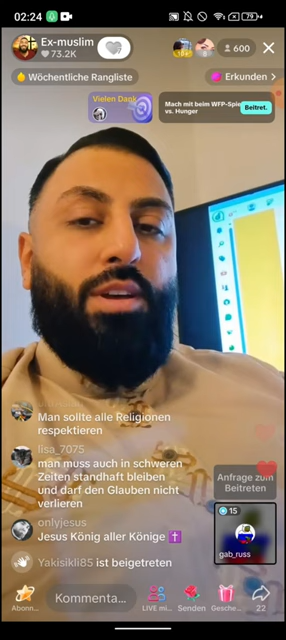 02:24
79
Ex-muslim
73.2K
600
Wöchentliche Rangliste
Erkunden
Vielen Dank
Mach mit beim WFP-Spie
vs. Hunger
Beitret.
Man sollte alle Religionen
respektieren
lisa_7075
man muss auch in schweren
Zeiten standhaft bleiben
und darf den Glauben nicht
verlieren
onlyjesus
Jesus König aller Könige ✝️
Yakisikli85 ist beigetreten
Anfrage zum
Beitreten
15
gab_russ
Kommenta...
Abonn...
LIVE mi...
Senden
Gesche...
22